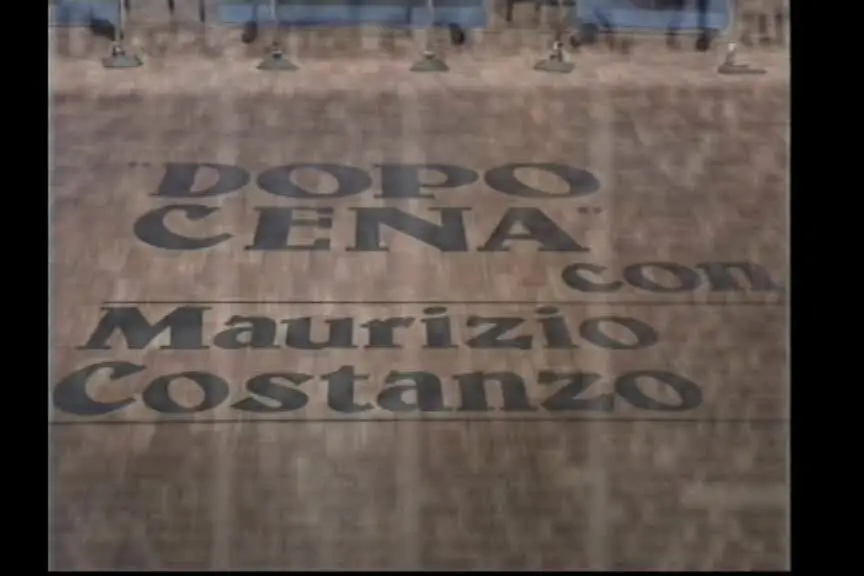 "DOPO
CENA"
con
Maurizio
Costanzo